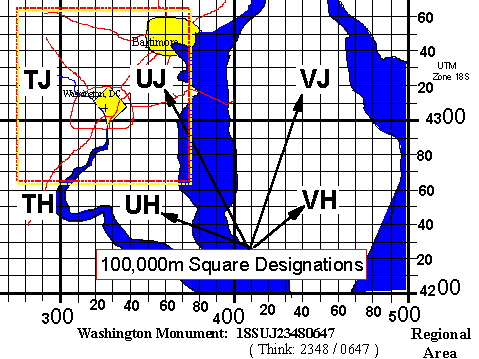 60
Baltimore
40
UTM
Zone 18S
TJ
UJ
VJ
20
Washington, DC
4300
80
60
TH
UH
VH
40
20
100,000m Square Designations
4200
300
20
40
60
80
400
20
40
60
80
500
Washington Monument: 18SUJ23480647
Regional
( Think: 2348 / 0647 )
Area